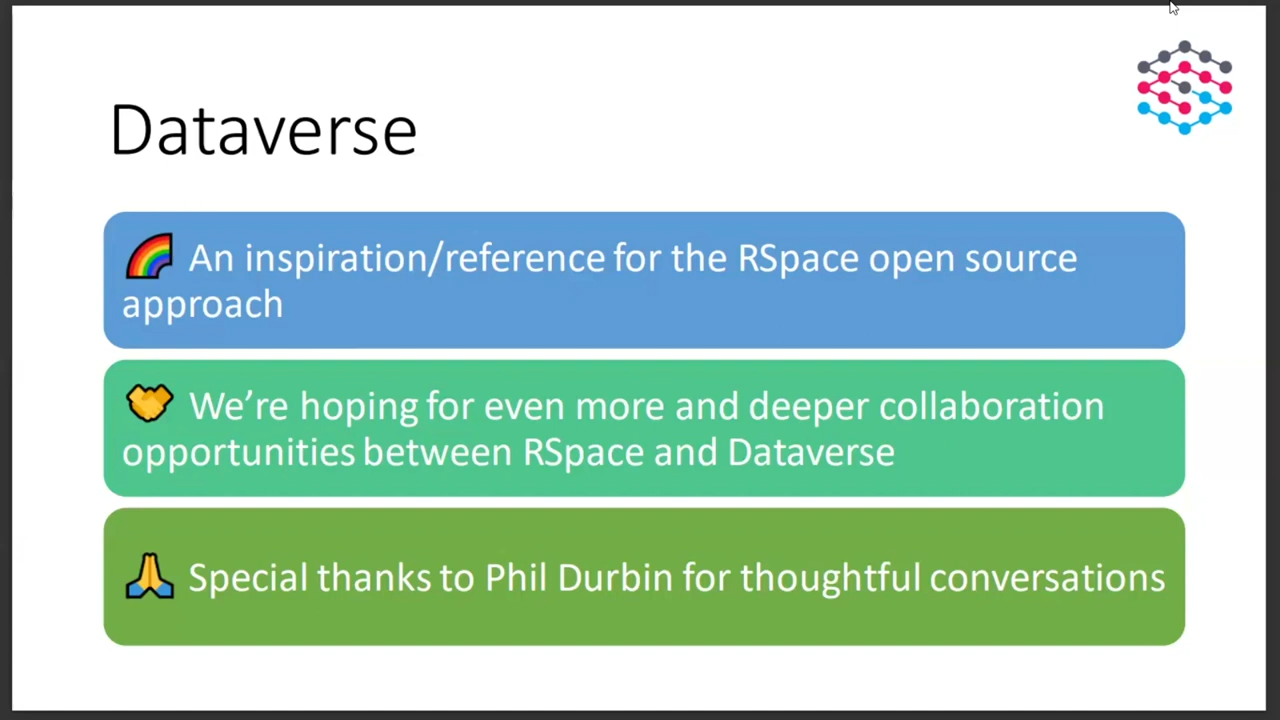 Dataverse
🌈 An inspiration/reference for the RSpace open source
approach
🤝 We’re hoping for even more and deeper collaboration
opportunities between RSpace and Dataverse
🙏 Special thanks to Phil Durbin for thoughtful conversations